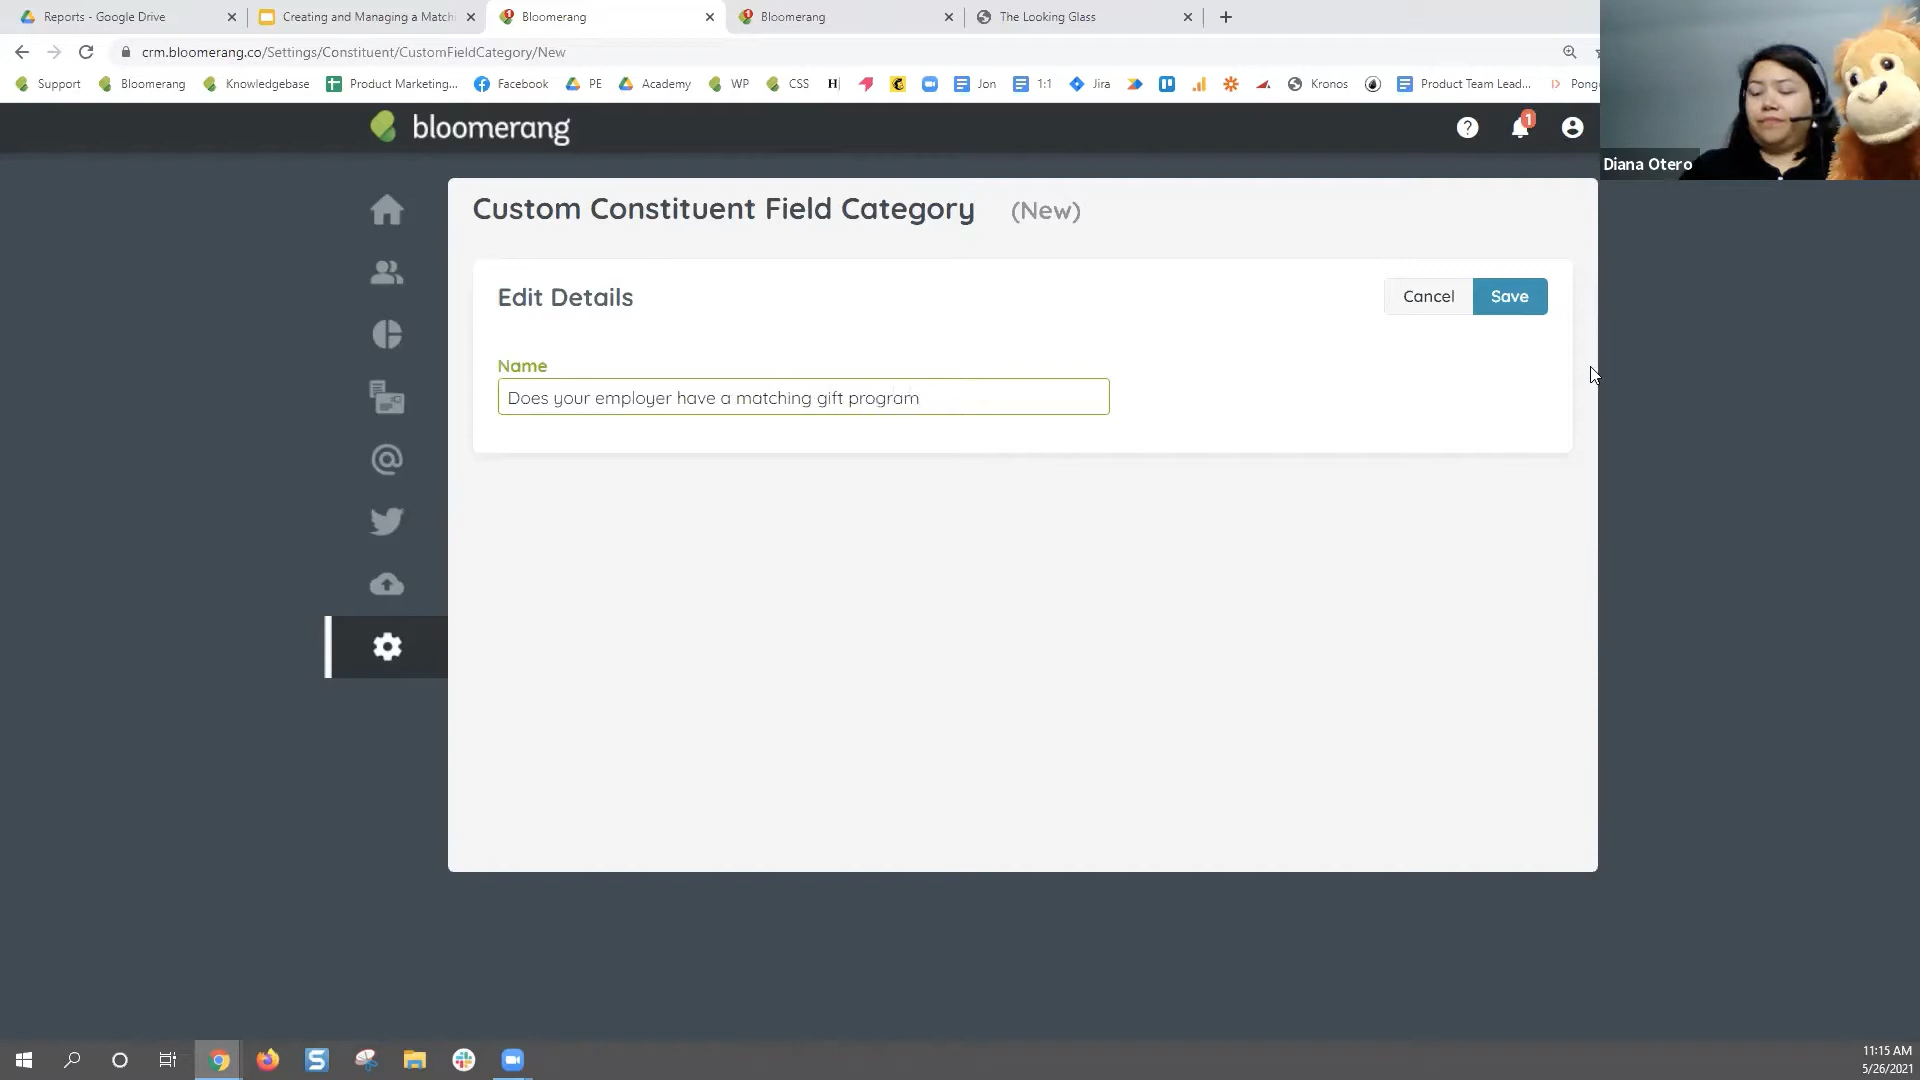 Reports - Google Drive
Creating and Managing a Matchi
Bloomerang
Bloomerang
The Looking Glass
crm.bloomerang.co/Settings/Constituent/CustomFieldCategory/New
Support
Bloomerang
Knowledgebase
Product Marketing...
Facebook
PE
Academy
WP
CSS
Jon
1:1
Jira
Kronos
Product Team Lead...
Pong
bloomerang
1
Diana Otero
Custom Constituent Field Category (New)
Edit Details
Cancel
Save
Name
Does your employer have a matching gift program
11:15 AM
5/26/2021